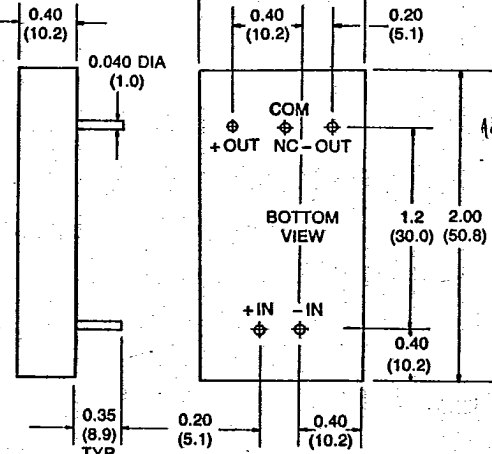 0.40
(10.2)
0.40
(10.2)
0.20
(5.1)
0.040 DIA
(1.0)
COM
+OUT NC -OUT
BOTTOM
VIEW
1.2
(30.0)
2.00
(50.8)
+IN -IN
0.40
(10.2)
0.35
(8.9)
TYP
0.20
(5.1)
0.40
(10.2)